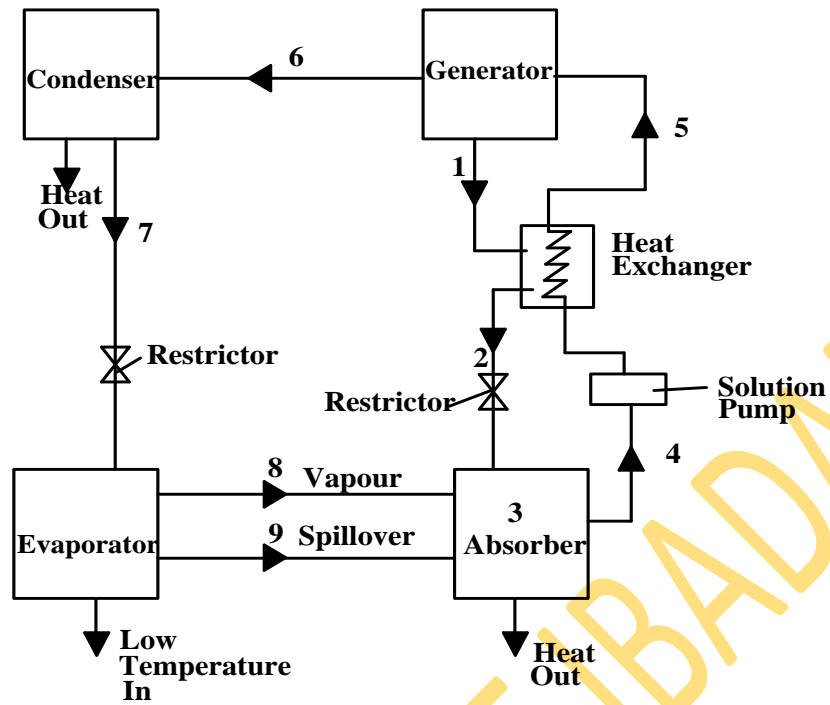 6
Condenser
Generator
5
1
Heat
Out
7
Heat
Exchanger
Restrictor
2
Restrictor
Solution
Pump
4
8
Vapour
9
Spillover
Evaporator
3
Absorber
Low
Temperature
In
Heat
Out
IBADAN